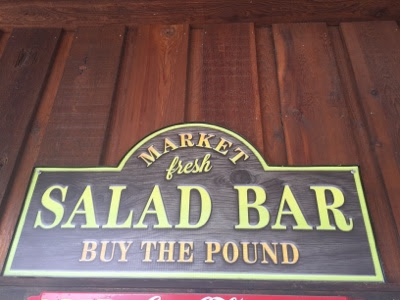 MARKET
fresh
SALAD BAR
BUY THE POUND